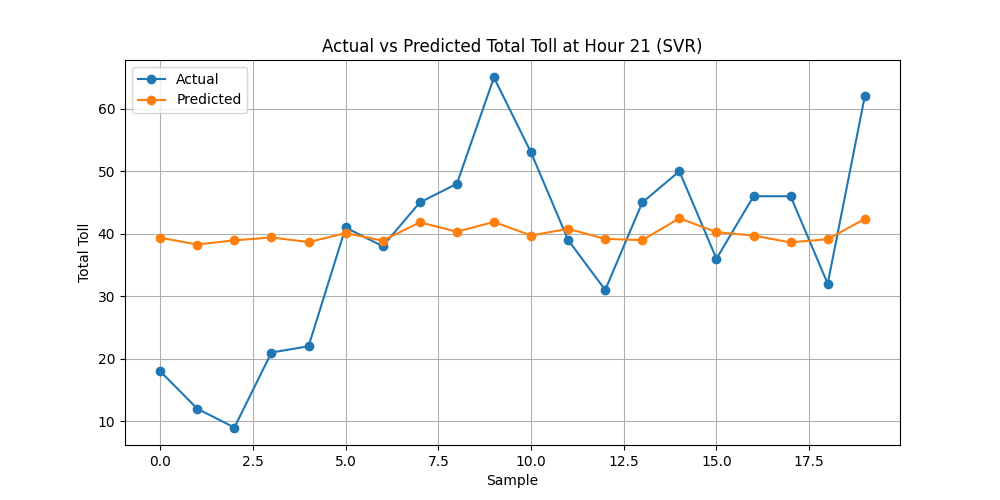 Actual vs Predicted Total Toll at Hour 21 (SVR)
Actual
Predicted
Total Toll
60
50
40
30
20
10
0.0 2.5 5.0 7.5 10.0 12.5 15.0 17.5
Sample